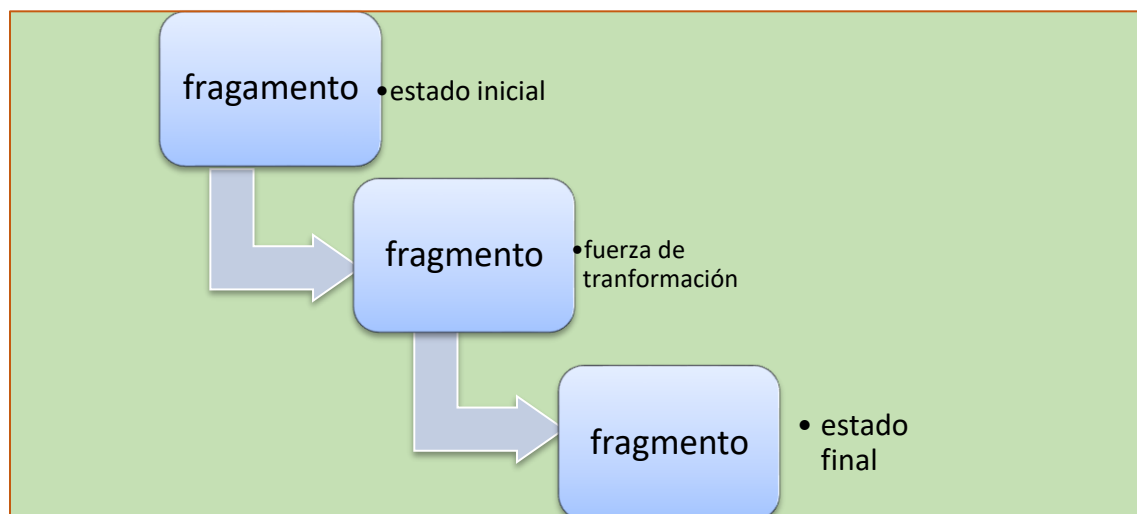 fragamento
•estado inicial
fragmento
•fuerza de
tranformación
fragmento
• estado
final